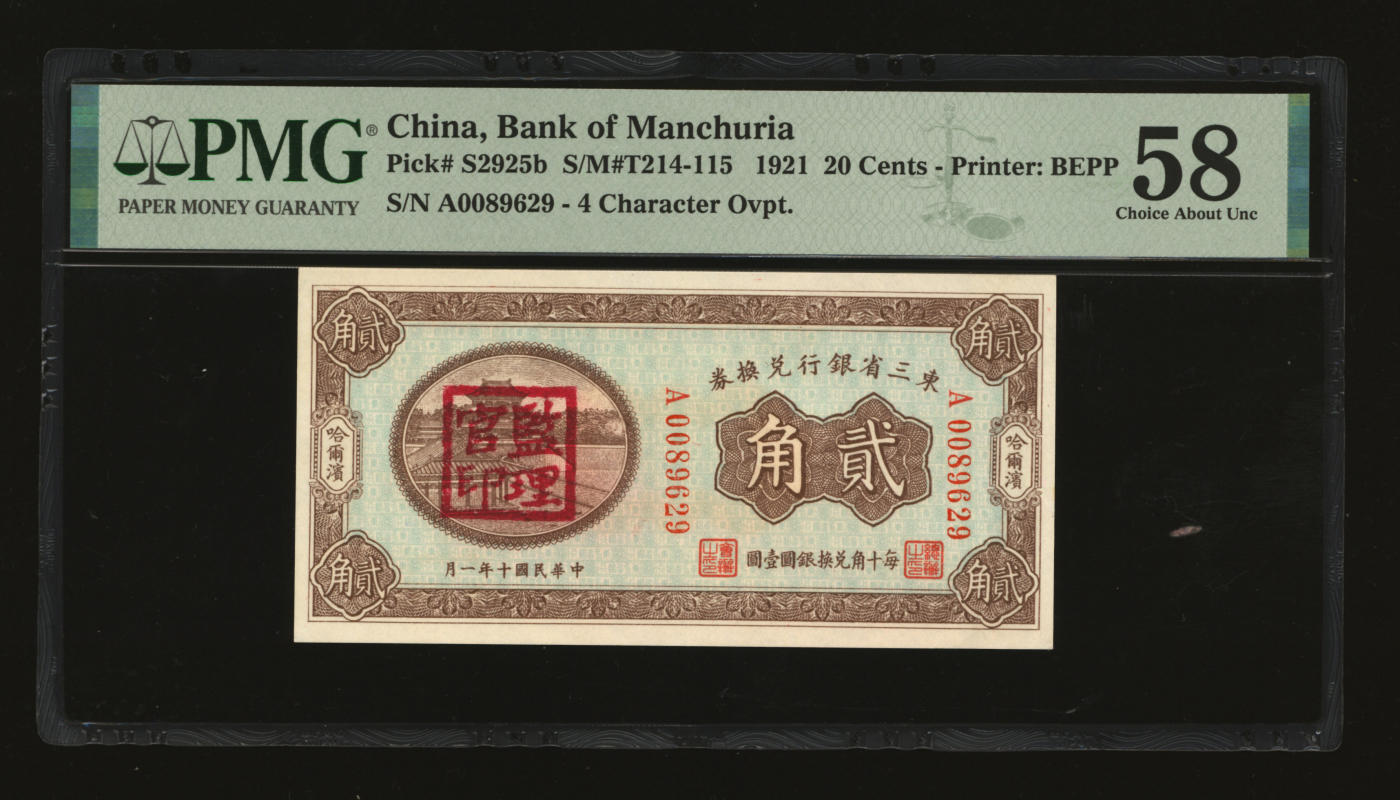 PMG®
PAPER MONEY GUARANTY
China, Bank of Manchuria
Pick# S2925b S/M#T214-115 1921 20 Cents - Printer: BEPP
S/N A0089629 - 4 Character Ovpt.
58
Choice About Unc
貳角
貳角
東三省銀行兌換券
貳角
A 0089629
A 0089629
哈爾濱
哈爾濱
監理官印
每十角兌換銀圓壹圓
中華民國十年一月
貳角
貳角